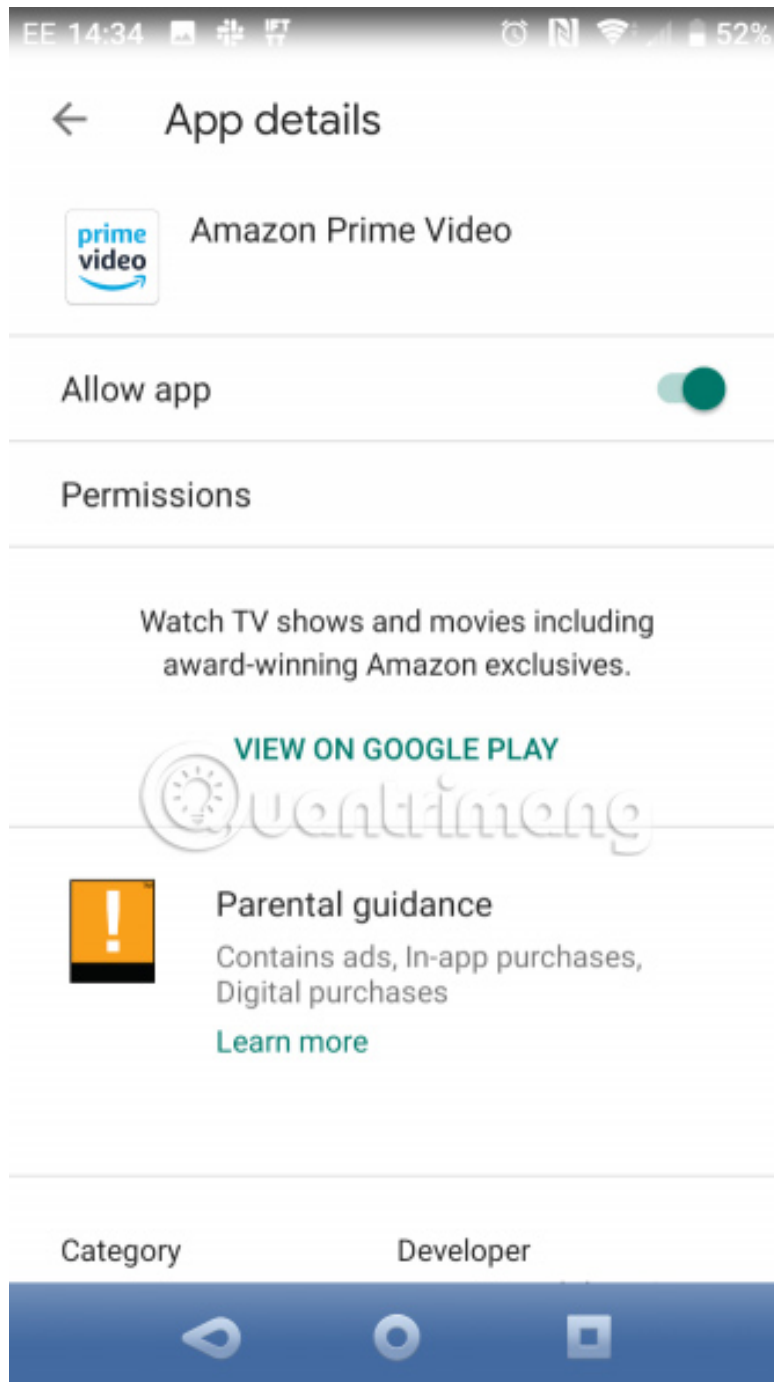 EE 14:34 52%
App details
prime
video
Amazon Prime Video
Allow app
Permissions
Watch TV shows and movies including
award-winning Amazon exclusives.
VIEW ON GOOGLE PLAY
Quantrimang
Parental guidance
Contains ads, In-app purchases,
Digital purchases
Learn more
Category Developer